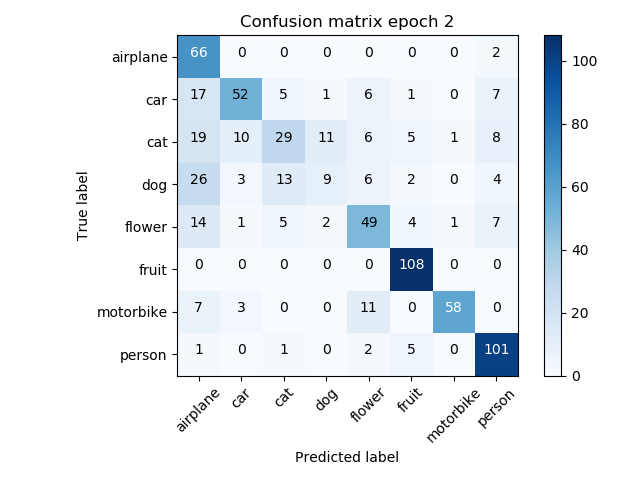 Confusion matrix epoch 2
True label
airplane 66 0 0 0 0 0 0 2
car 17 52 5 1 6 1 0 7
cat 19 10 29 11 6 5 1 8
dog 26 3 13 9 6 2 0 4
flower 14 1 5 2 49 4 1 7
fruit 0 0 0 0 0 108 0 0
motorbike 7 3 0 0 11 0 58 0
person 1 0 1 0 2 5 0 101
airplane car cat dog flower fruit motorbike person
Predicted label
100
80
60
40
20
0